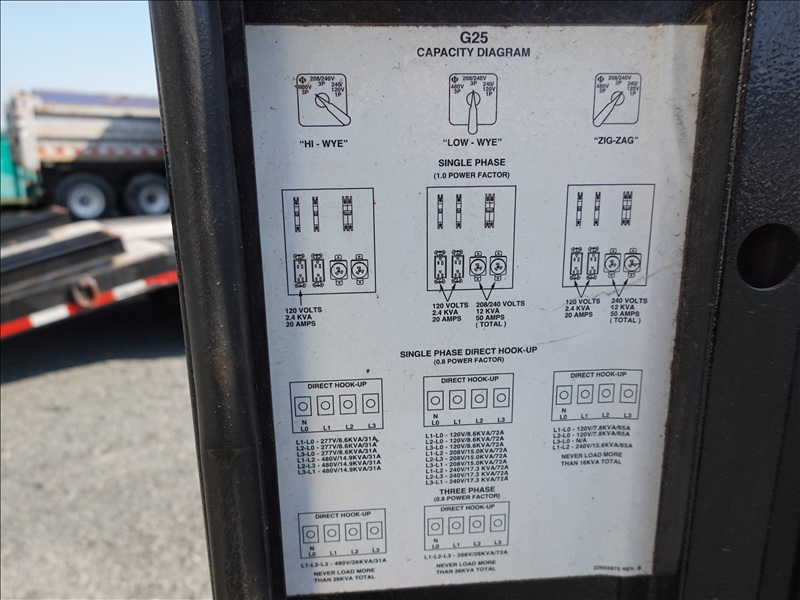 G25
CAPACITY DIAGRAM
480V 3P
208/240V 3P
240/120V 1P
480V 3P
208/240V 3P
240/120V 1P
480V 3P
208/240V 3P
240/120V 1P
"HI - WYE"
"LOW - WYE"
"ZIG-ZAG"
SINGLE PHASE
(1.0 POWER FACTOR)
120 VOLTS
2.4 KVA
20 AMPS
120 VOLTS
2.4 KVA
20 AMPS
208/240 VOLTS
12 KVA
50 AMPS
( TOTAL )
120 VOLTS
2.4 KVA
20 AMPS
240 VOLTS
12 KVA
50 AMPS
( TOTAL )
SINGLE PHASE DIRECT HOOK-UP
(0.8 POWER FACTOR)
DIRECT HOOK-UP
N
L0 L1 L2 L3
L1-L0 - 277V/8.6KVA/31A
L2-L0 - 277V/8.6KVA/31A
L3-L0 - 277V/8.6KVA/31A
L1-L2 - 480V/14.9KVA/31A
L2-L3 - 480V/14.9KVA/31A
L3-L1 - 480V/14.9KVA/31A
DIRECT HOOK-UP
N
L0 L1 L2 L3
L1-L0 - 120V/8.6KVA/72A
L2-L0 - 120V/8.6KVA/72A
L3-L0 - 120V/8.6KVA/72A
L1-L2 - 208V/15.0KVA/72A
L2-L3 - 208V/15.0KVA/72A
L3-L1 - 208V/15.0KVA/72A
L1-L2 - 240V/17.3 KVA/72A
L2-L3 - 240V/17.3 KVA/72A
L3-L1 - 240V/17.3 KVA/72A
DIRECT HOOK-UP
N
L0 L1 L2 L3
L1-L0 - 120V/7.8KVA/65A
L2-L0 - 120V/7.8KVA/65A
L3-L0 - N/A
L1-L2 - 240V/15.6KVA/65A
NEVER LOAD MORE
THAN 16KVA TOTAL
THREE PHASE
(0.8 POWER FACTOR)
DIRECT HOOK-UP
N
L0 L1 L2 L3
L1-L2-L3 - 480V/26KVA/31A
NEVER LOAD MORE
THAN 26KVA TOTAL
DIRECT HOOK-UP
N
L0 L1 L2 L3
L1-L2-L3 - 208V/26KVA/72A
NEVER LOAD MORE
THAN 26KVA TOTAL
REV. B